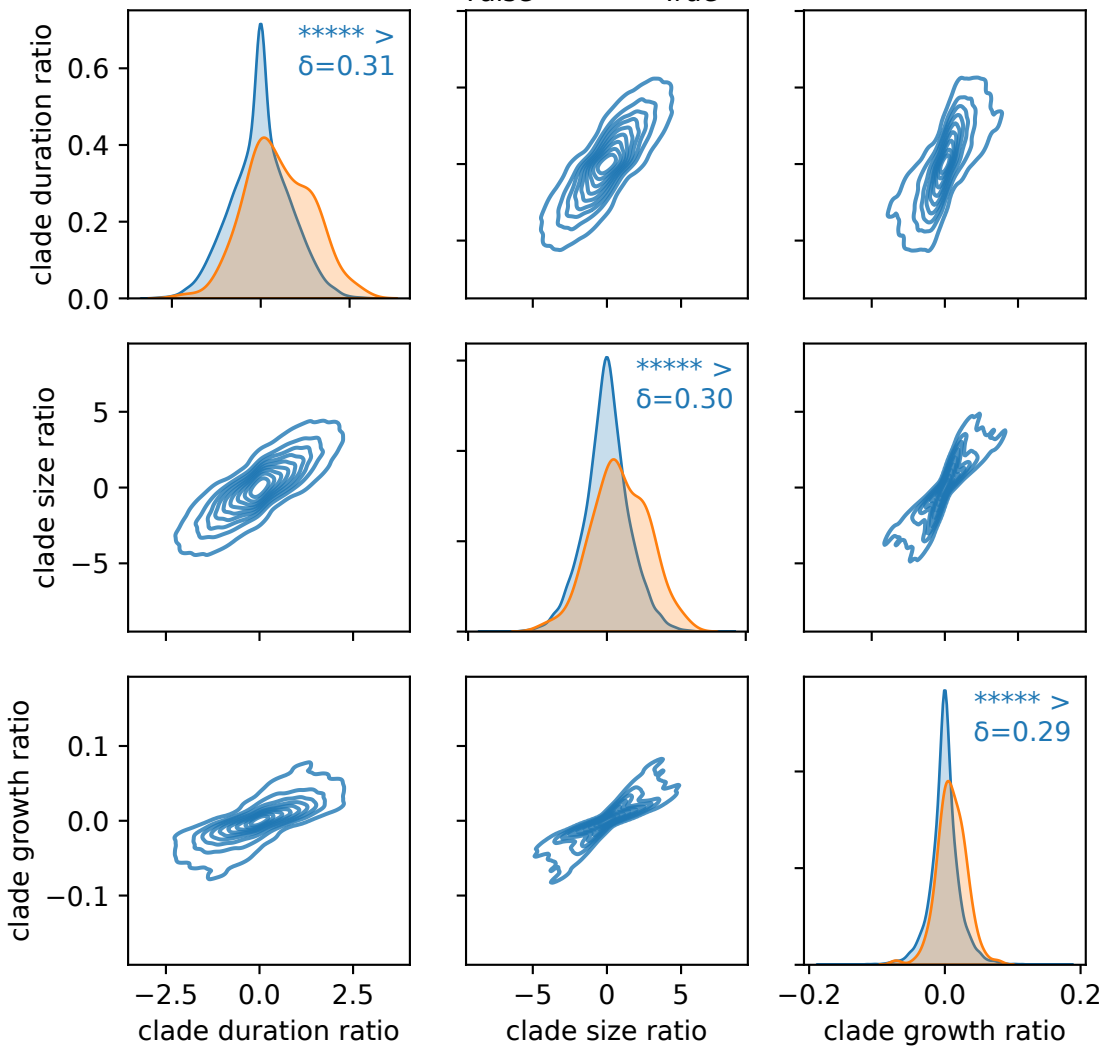 False True
***** >
δ=0.31
clade duration ratio
0.6
0.4
0.2
0.0
***** >
δ=0.30
clade size ratio
5
0
−5
***** >
δ=0.29
clade growth ratio
0.1
0.0
−0.1
−2.5 0.0 2.5
−5 0 5
−0.2 0.0 0.2
clade duration ratio
clade size ratio
clade growth ratio